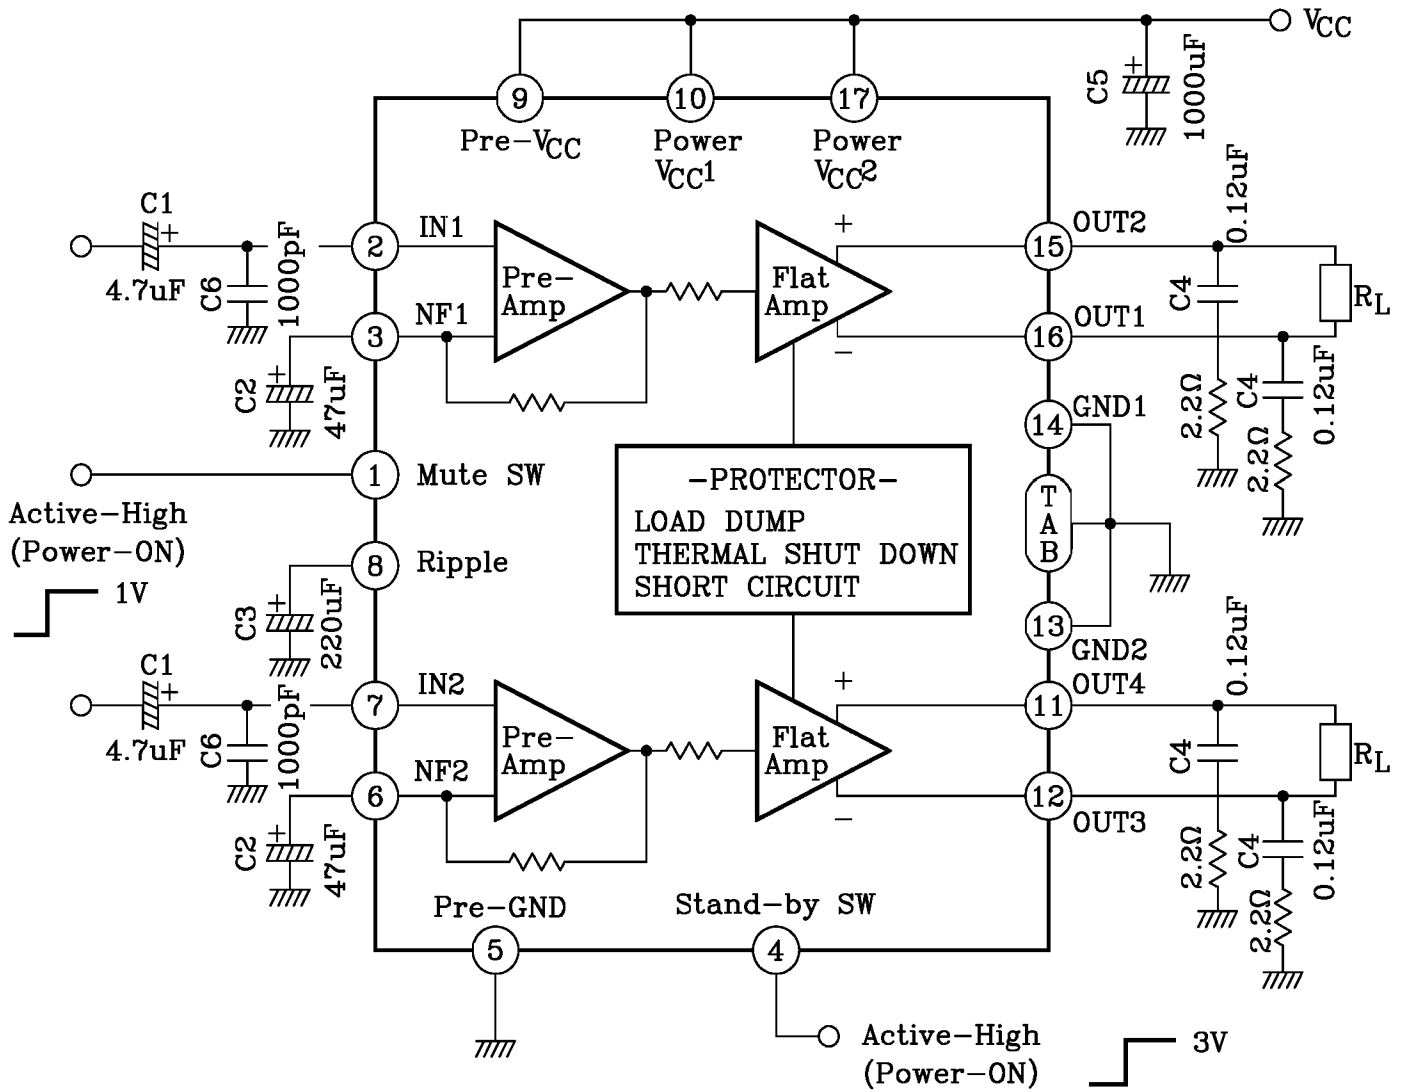 VCC
C5
1000uF
9
10
17
Pre-VCC
Power
VCC1
Power
VCC2
C1
4.7uF
C6
1000pF
2
IN1
Pre-
Amp
+
Flat
Amp
−
15
OUT2
0.12uF
C4
2.2Ω
RL
3
NF1
C2
47uF
16
OUT1
C4
0.12uF
2.2Ω
14
GND1
1
Mute SW
Active-High
(Power-ON)
1V
8
Ripple
C3
220uF
-PROTECTOR-
LOAD DUMP
THERMAL SHUT DOWN
SHORT CIRCUIT
TAB
13
GND2
C1
4.7uF
C6
1000pF
7
IN2
Pre-
Amp
+
Flat
Amp
−
11
OUT4
0.12uF
C4
2.2Ω
RL
6
NF2
C2
47uF
12
OUT3
C4
0.12uF
2.2Ω
Pre-GND
5
Stand-by SW
4
Active-High
(Power-ON)
3V